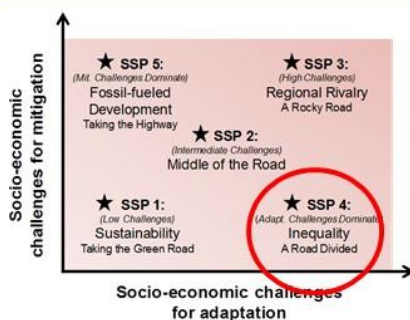 Socio-economic
challenges for mitigation
★ SSP 5:
(Mit. Challenges Dominate)
Fossil-fueled
Development
Taking the Highway
★ SSP 3:
(High Challenges)
Regional Rivalry
A Rocky Road
★ SSP 2:
(Intermediate Challenges)
Middle of the Road
★ SSP 1:
(Low Challenges)
Sustainability
Taking the Green Road
★ SSP 4:
(Adapt. Challenges Dominate
Inequality
A Road Divided
Socio-economic challenges
for adaptation